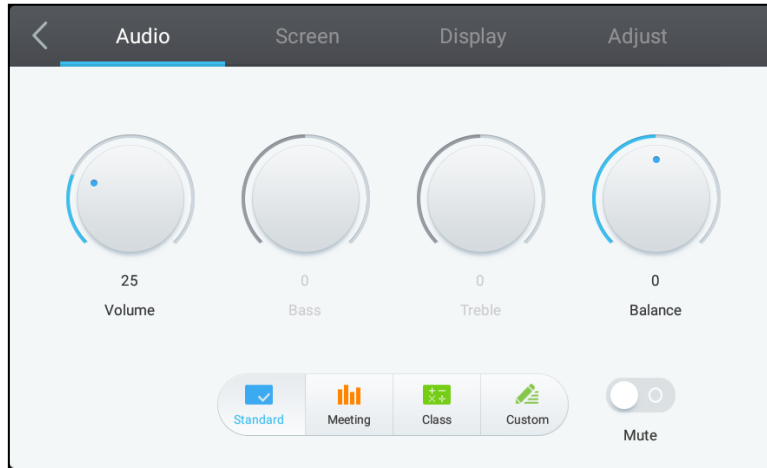 Audio Screen Display Adjust
25 0 0 0
Volume Bass Treble Balance
Standard Meeting Class Custom
Mute